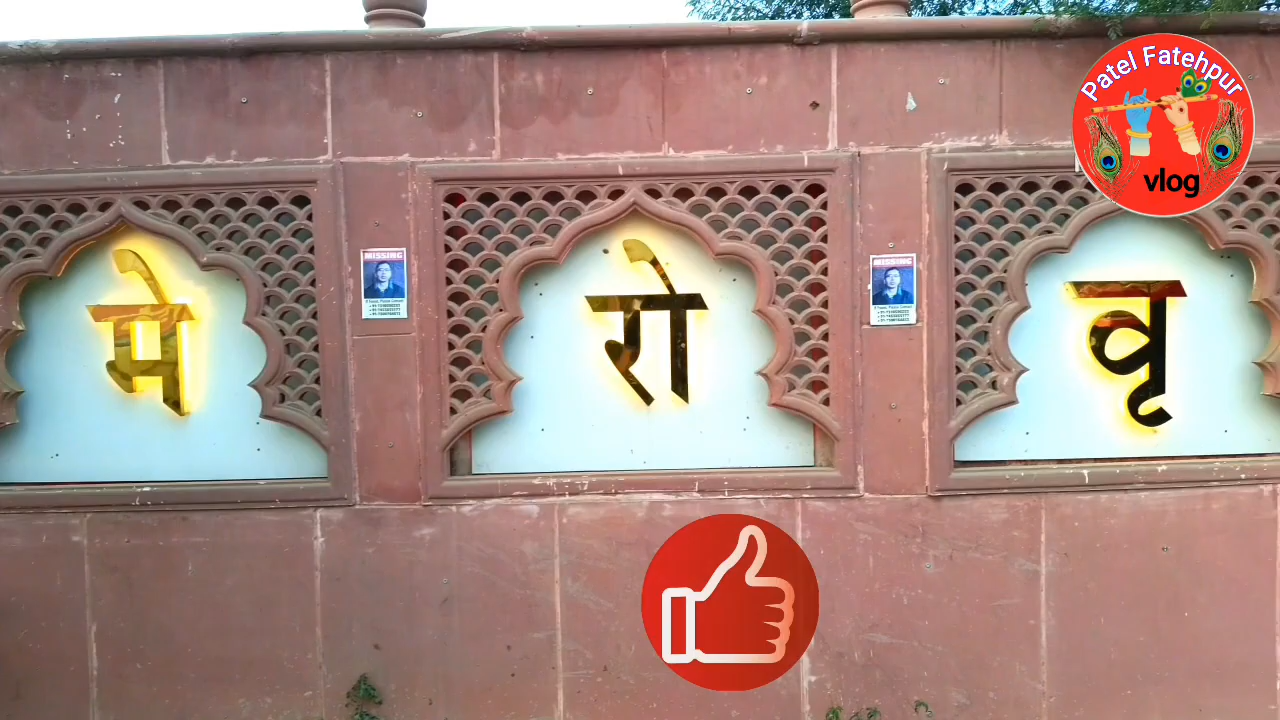 Patel Fatehpur
vlog
मे रो वृ
MISSING
MISSING